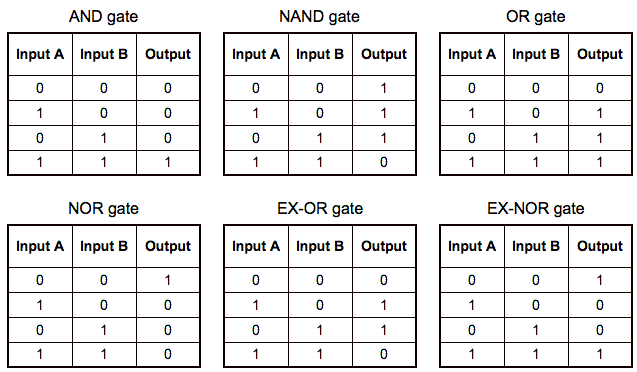 AND gate NAND gate OR gate
Input A Input B Output Input A Input B Output Input A Input B Output
0 0 0 0 0 1 0 0 0
1 0 0 1 0 1 1 0 1
0 1 0 0 1 1 0 1 1
1 1 1 1 1 0 1 1 1
NOR gate EX-OR gate EX-NOR gate
Input A Input B Output Input A Input B Output Input A Input B Output
0 0 1 0 0 0 0 0 1
1 0 0 1 0 1 1 0 0
0 1 0 0 1 1 0 1 0
1 1 0 1 1 0 1 1 1